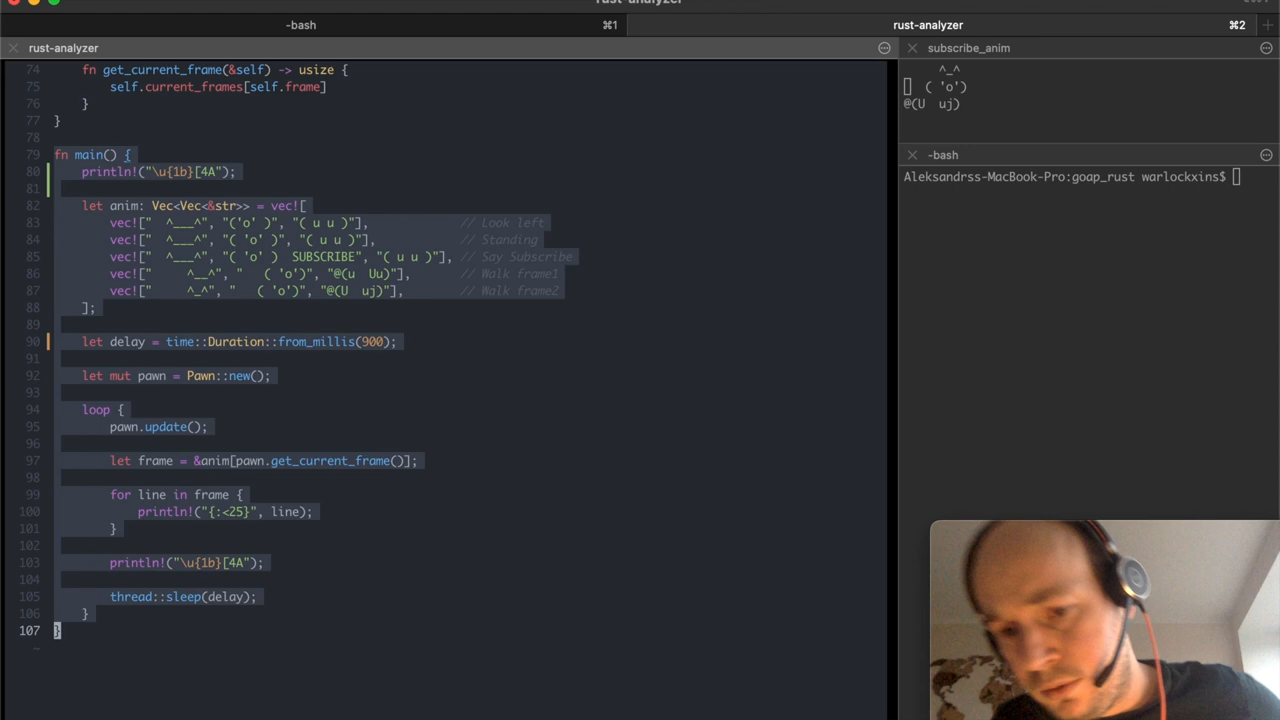 rust-analyzer
-bash ⌘1 rust-analyzer ⌘2
rust-analyzer
74 fn get_current_frame(&self) -> usize {
75 self.current_frames[self.frame]
76 }
77 }
78
79 fn main() {
80 println!("\u{1b}[4A");
81
82 let anim: Vec<Vec<&str>> = vec![
83 vec![" ^___^", "('o' )", "( u u )"], // Look left
84 vec![" ^___^", "( 'o' )", "( u u )"], // Standing
85 vec![" ^___^", "( 'o' )  SUBSCRIBE", "( u u )"], // Say Subscribe
86 vec!["     ^__^", "   ( 'o')", "@(u  Uu)"], // Walk frame1
87 vec!["     ^_^", "   ( 'o')", "@(U  uj)"], // Walk frame2
88 ];
89
90 let delay = time::Duration::from_millis(900);
91
92 let mut pawn = Pawn::new();
93
94 loop {
95 pawn.update();
96
97 let frame = &anim[pawn.get_current_frame()];
98
99 for line in frame {
100 println!("{:<25}", line);
101 }
102
103 println!("\u{1b}[4A");
104
105 thread::sleep(delay);
106 }
107 }
~
subscribe_anim
^_^
( 'o')
@(U  uj)
-bash
Aleksandrss-MacBook-Pro:goap_rust warlockxins$